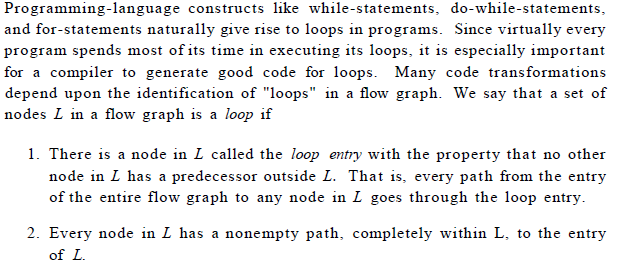 Programming-language constructs like while-statements, do-while-statements,
and for-statements naturally give rise to loops in programs. Since virtually every
program spends most of its time in executing its loops, it is especially important
for a compiler to generate good code for loops. Many code transformations
depend upon the identification of "loops" in a flow graph. We say that a set of
nodes L in a flow graph is a loop if
1. There is a node in L called the loop entry with the property that no other
node in L has a predecessor outside L. That is, every path from the entry
of the entire flow graph to any node in L goes through the loop entry.
2. Every node in L has a nonempty path, completely within L, to the entry
of L.